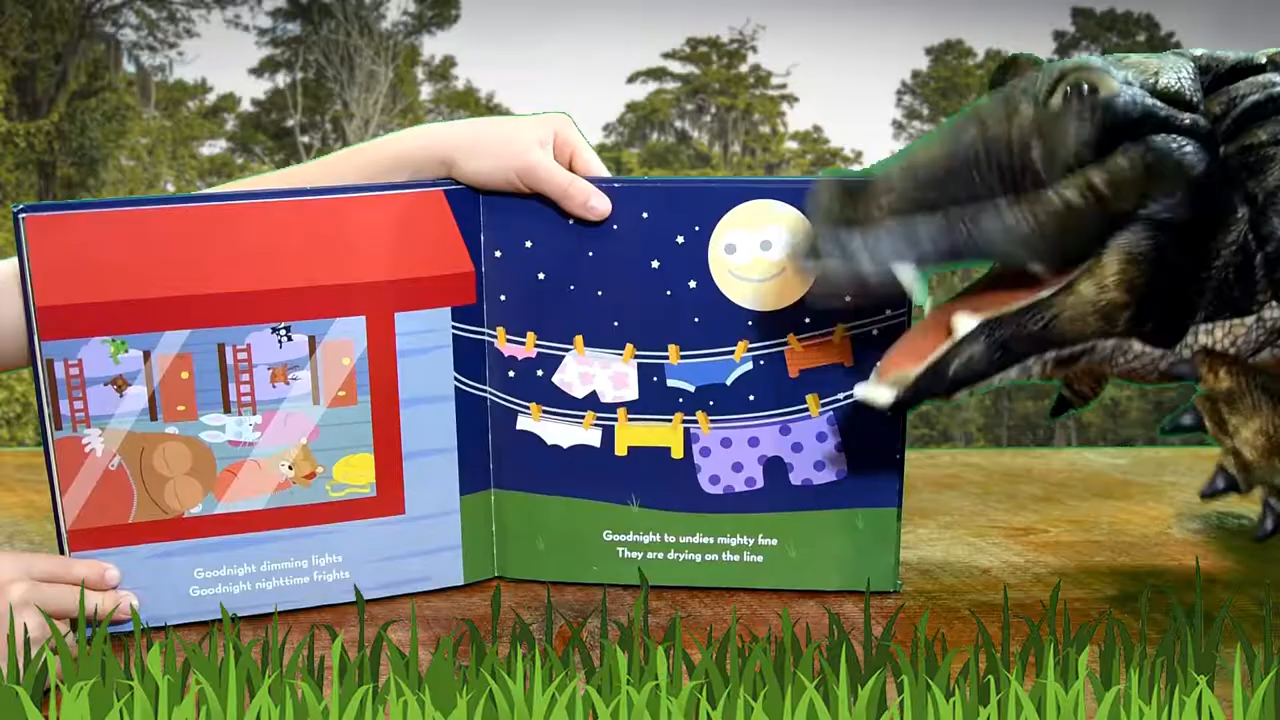 Goodnight dimming lights
Goodnight nighttime frights
Goodnight to undies mighty fine
They are drying on the line